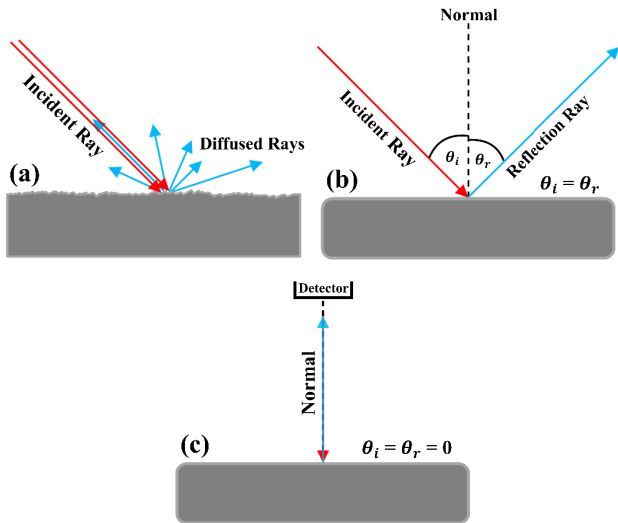 Incident Ray
Diffused Rays
(a)
Normal
Incident Ray
Reflection Ray
θi
θr
(b)
θi = θr
Detector
Normal
(c)
θi = θr = 0